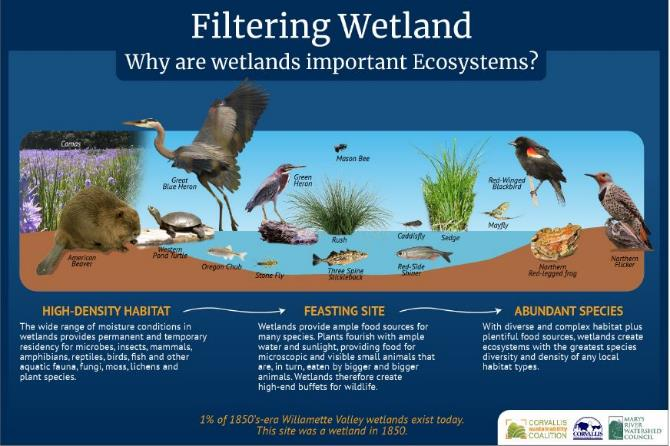 Filtering Wetland
Why are wetlands important Ecosystems?
Camas
Great
Blue Heron
Green
Heron
Mason Bee
Red-Winged
Blackbird
American
Beaver
Western
Pond Turtle
Oregon Chub
Stone Fly
Rush
Three Spine
Stickleback
Caddisfly
Red-Side
Shiner
Sedge
Mayfly
Northern
Red-legged frog
Northern
Flicker
HIGH-DENSITY HABITAT
The wide range of moisture conditions in
wetlands provides permanent and temporary
residency for microbes, insects, mammals,
amphibians, reptiles, birds, fish and other
aquatic fauna, fungi, moss, lichens and
plant species.
FEASTING SITE
Wetlands provide ample food sources for
many species. Plants flourish with ample
water and sunlight, providing food for
microscopic and visible small animals that
are, in turn, eaten by bigger and bigger
animals. Wetlands therefore create
high-end buffets for wildlife.
ABUNDANT SPECIES
With diverse and complex habitat plus
plentiful food sources, wetlands create
ecosystems with the greatest species
diversity and density of any local
habitat types.
1% of 1850's-era Willamette Valley wetlands exist today.
This site was a wetland in 1850.
CORVALLIS
sustainability
COALITION
CORVALLIS
MARYS
RIVER
WATERSHED
COUNCIL